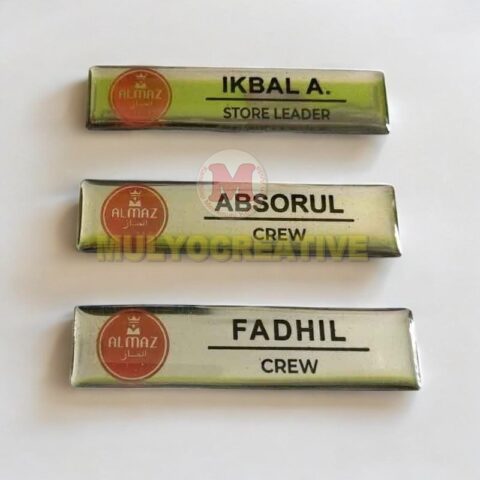 ALMAZ
IKBAL A.
STORE LEADER
M
ALMAZ
ABSORUL
CREW
MULYOCREATIVE
ALMAZ
FADHIL
CREW